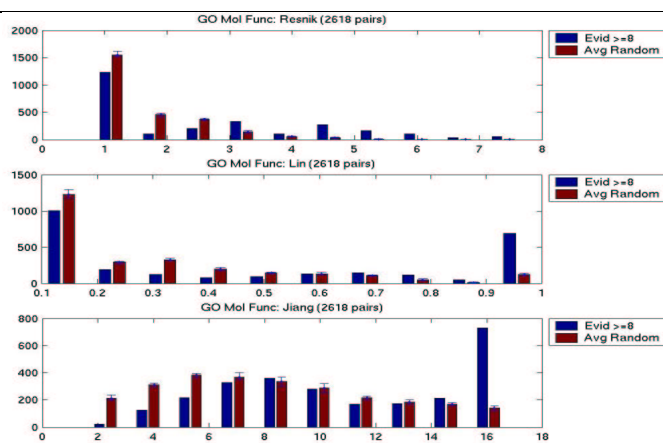 GO Mol Func: Resnik (2618 pairs)
2000
1500
1000
500
0
0 1 2 3 4 5 6 7 8
Evid >=8
Avg Random
GO Mol Func: Lin (2618 pairs)
1500
1000
500
0
0.1 0.2 0.3 0.4 0.5 0.6 0.7 0.8 0.9 1
Evid >=8
Avg Random
GO Mol Func: Jiang (2618 pairs)
800
600
400
200
0
0 2 4 6 8 10 12 14 16 18
Evid >=8
Avg Random